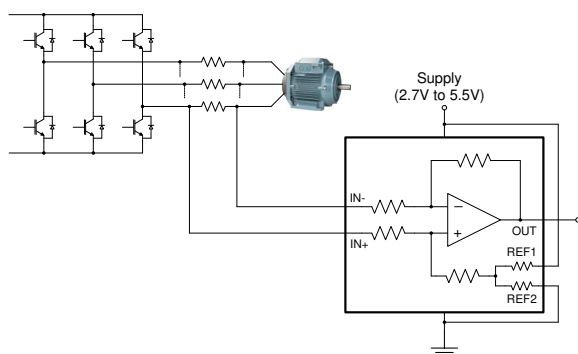 Supply
(2.7V to 5.5V)
IN-
−
+
OUT
IN+
REF1
REF2